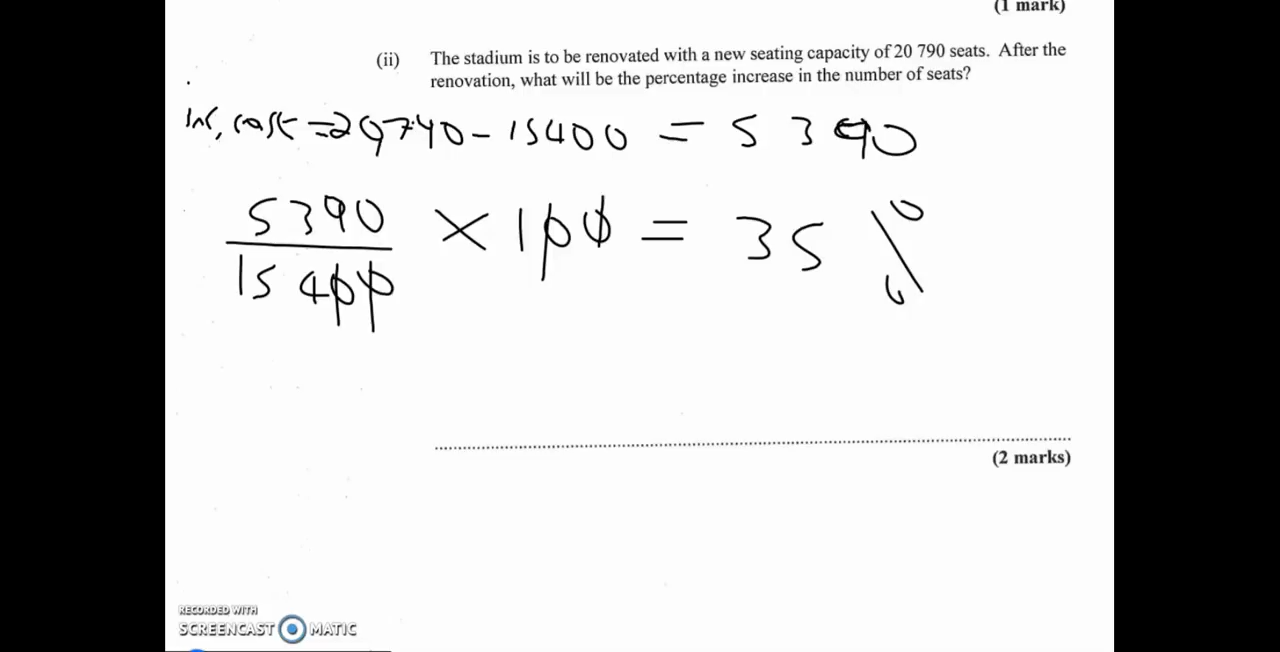 (1 mark)
(ii) The stadium is to be renovated with a new seating capacity of 20 790 seats. After the
renovation, what will be the percentage increase in the number of seats?
Inc, cost = 20740 - 15400 = 5390
5390
15400
× 100 = 35 %
(2 marks)
RECORDED WITH
SCREENCAST MATIC